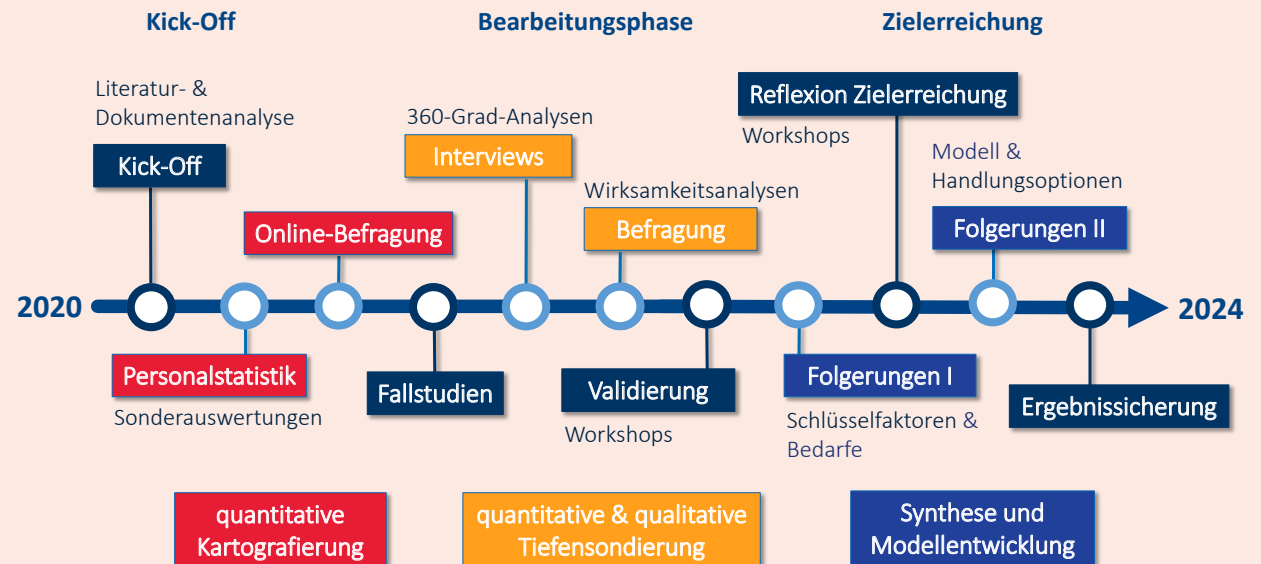 Kick-Off
Bearbeitungsphase
Zielerreichung
Literatur- &
Dokumentenanalyse
Kick-Off
Online-Befragung
360-Grad-Analysen
Interviews
Wirksamkeitsanalysen
Befragung
Reflexion Zielerreichung
Workshops
Modell &
Handlungsoptionen
Folgerungen II
2020
2024
Personalstatistik
Sonderauswertungen
Fallstudien
Validierung
Workshops
Folgerungen I
Schlüsselfaktoren &
Bedarfe
Ergebnissicherung
quantitative
Kartografierung
quantitative & qualitative
Tiefensondierung
Synthese und
Modellentwicklung